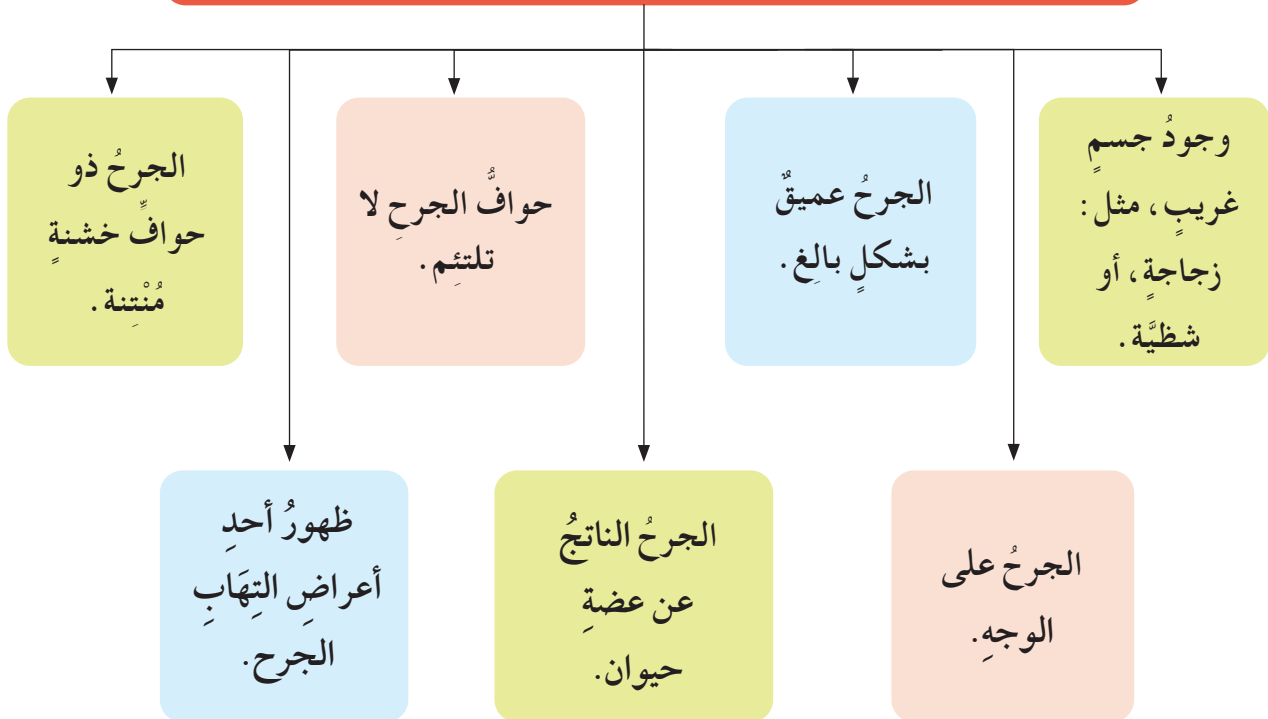 وجودُ جسمٍ
غريبٍ، مثل:
زجاجةٍ، أو
شظيَّة.
الجرحُ عميقٌ
بشكلٍ بالِغ.
حوافُّ الجرحِ لا
تلتئِم.
الجرحُ ذو
حوافٍّ خشنةٍ
مُنْتِنة.
الجرحُ على
الوجهِ.
الجرحُ الناتجُ
عن عضةِ
حيوان.
ظهورُ أحدِ
أعراضِ التِهَابِ
الجرح.